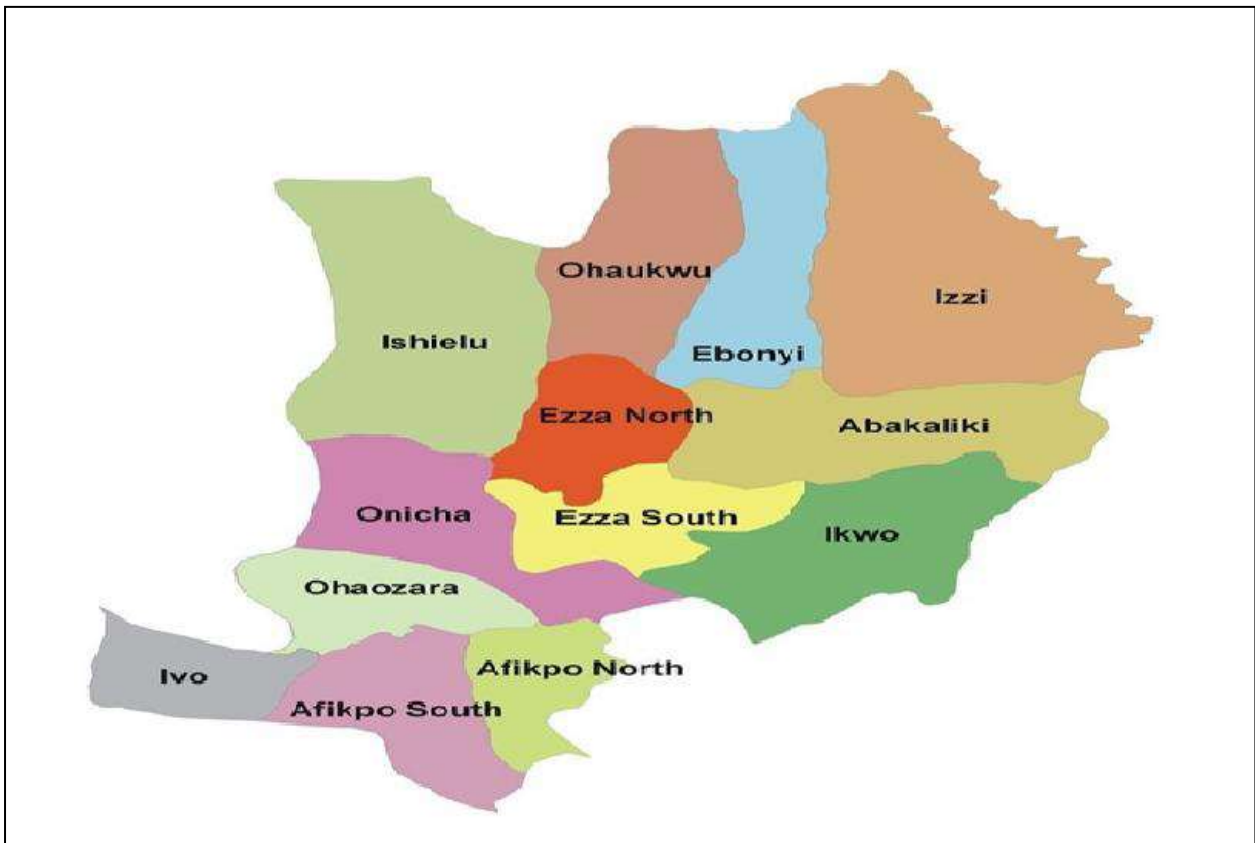 Ohaukwu
Izzi
Ishielu
Ebonyi
Ezza North
Abakaliki
Onicha
Ezza South
Ikwo
Ohaozara
Ivo
Afikpo North
Afikpo South